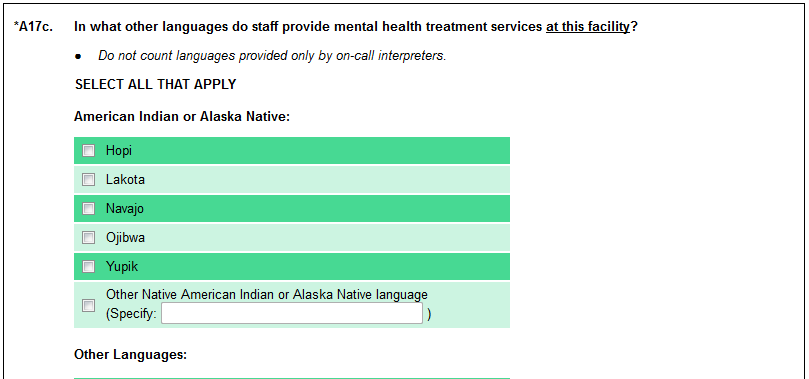 *A17c. In what other languages do staff provide mental health treatment services at this facility?
● Do not count languages provided only by on-call interpreters.
SELECT ALL THAT APPLY
American Indian or Alaska Native:
Hopi
Lakota
Navajo
Ojibwa
Yupik
Other Native American Indian or Alaska Native language
(Specify: )
Other Languages: